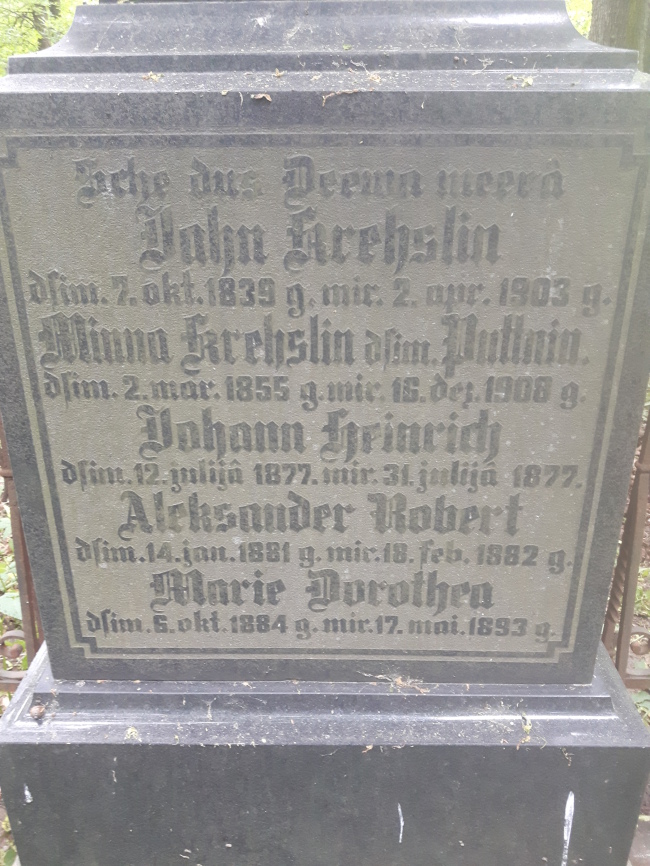 Sche dus Deewa meerâ
Jahn Krehslin
dsim. 7. okt. 1839 g. mir. 2. apr. 1903 g.
Minna Krehslin dsim. Puttnin.
dsim. 2. mar. 1855 g. mir. 16. dez. 1908 g.
Johann Heinrich
dsim. 12. julijâ 1877. mir. 31. julijâ 1877.
Aleksander Robert
dsim. 14. jan. 1881 g. mir. 18. feb. 1882 g.
Marie Dorothea
dsim. 6. okt. 1884 g. mir. 17. mai. 1893 g.